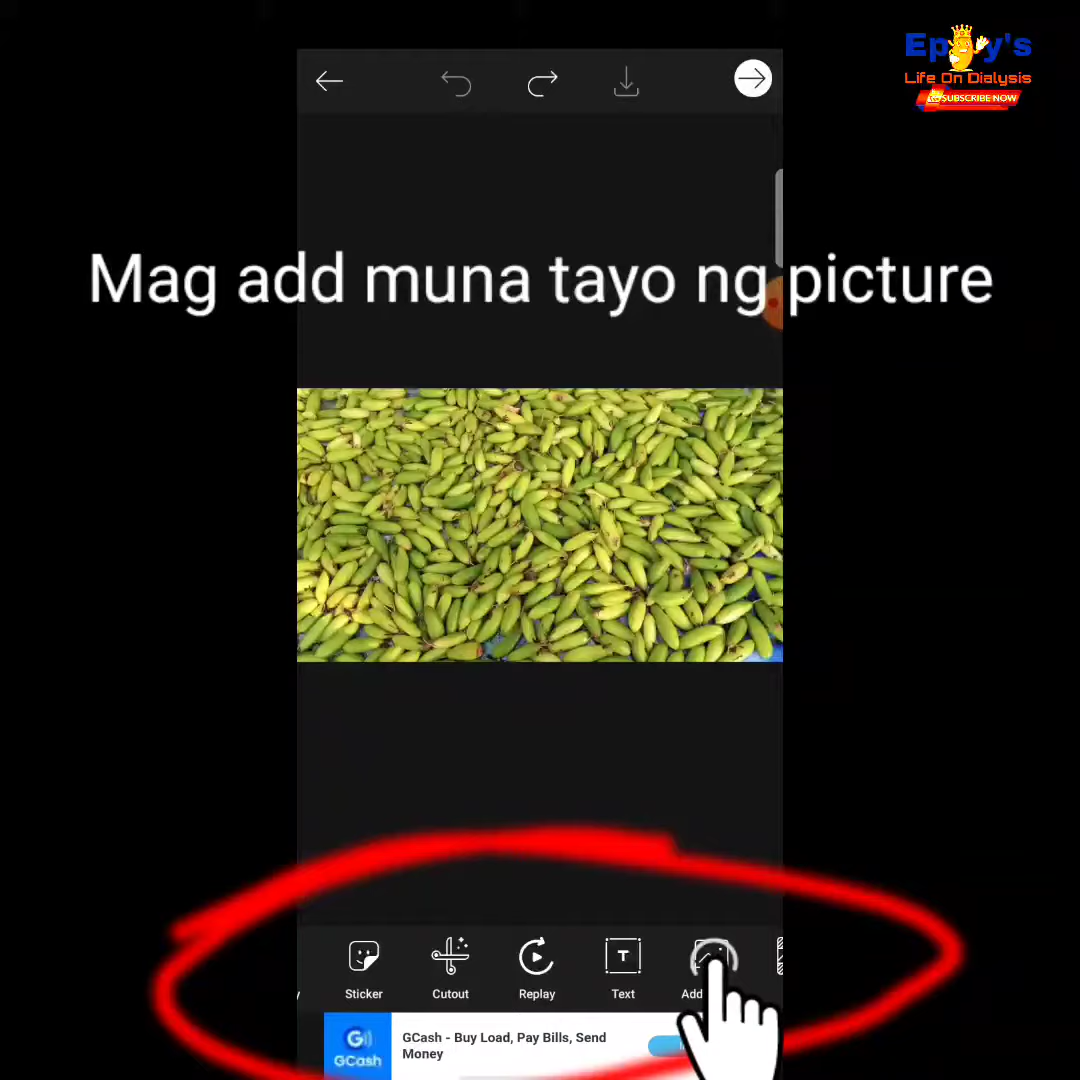 Life On Dialysis
SUBSCRIBE NOW
Mag add muna tayo ng picture
Sticker
Cutout
Replay
Text
Add
GCash - Buy Load, Pay Bills, Send
Money
GCash